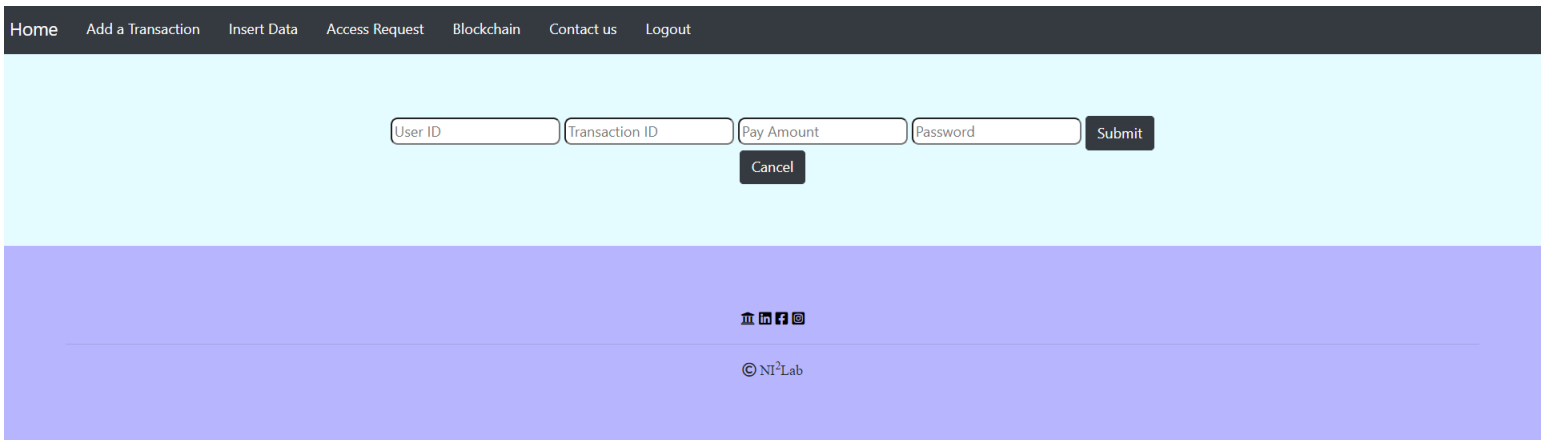 Home Add a Transaction Insert Data Access Request Blockchain Contact us Logout
User ID Transaction ID Pay Amount Password Submit
Cancel
© NI²Lab